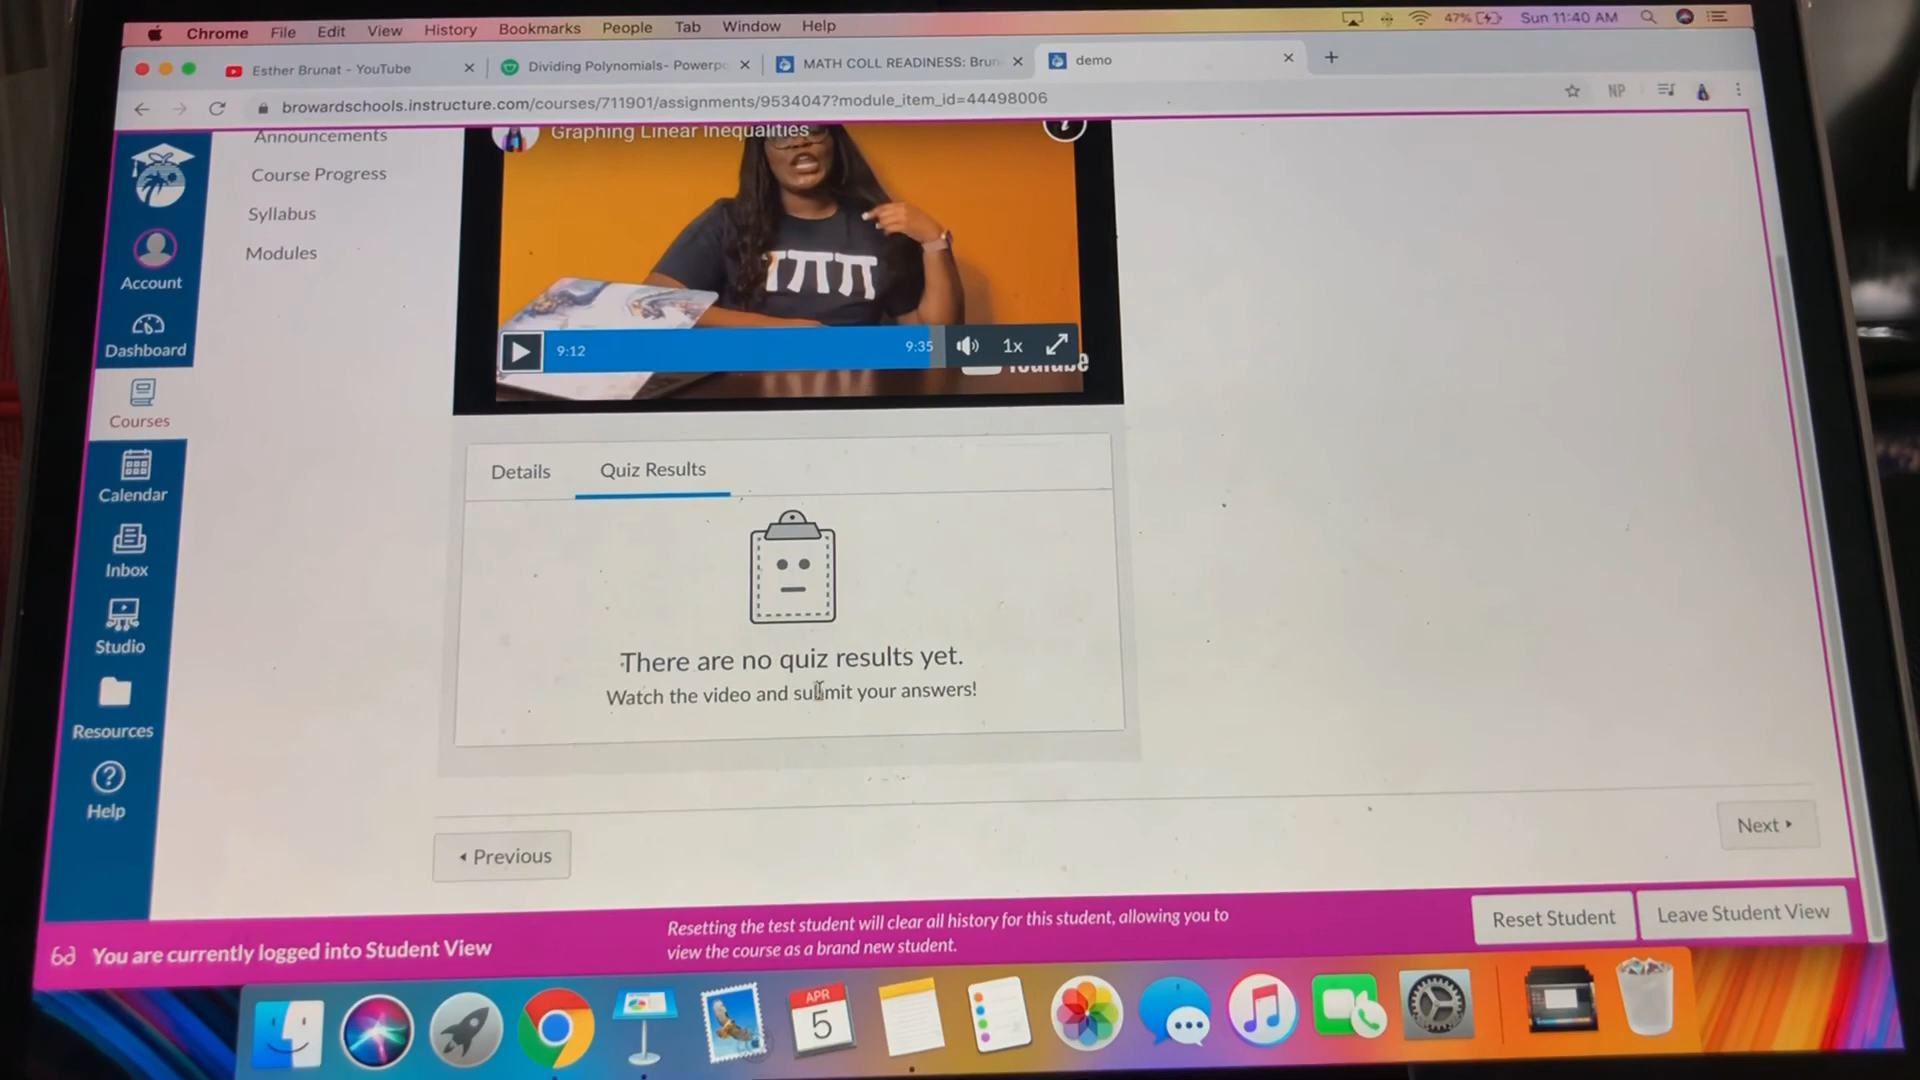 Chrome File Edit View History Bookmarks People Tab Window Help 47% Sun 11:40 AM
Esther Brunat - YouTube
Dividing Polynomials- Powerpo
MATH COLL READINESS: Brun
demo
browardschools.instructure.com/courses/711901/assignments/9534047?module_item_id=44498006
NP
Announcements
Course Progress
Syllabus
Modules
Account
Dashboard
Courses
Calendar
Inbox
Studio
Resources
Help
Graphing Linear Inequalities
9:12
9:35
1x
YouTube
Details
Quiz Results
There are no quiz results yet.
Watch the video and submit your answers!
Previous
Next
You are currently logged into Student View
Resetting the test student will clear all history for this student, allowing you to
view the course as a brand new student.
Reset Student
Leave Student View
APR
5